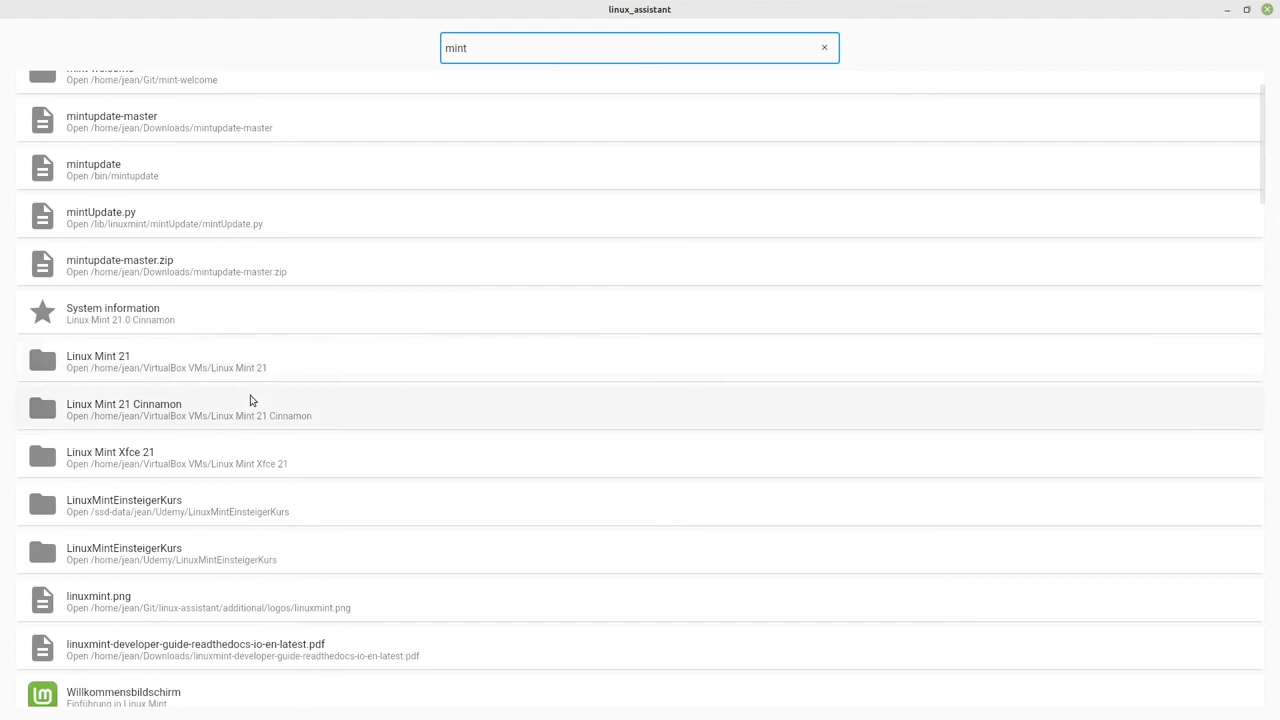 linux_assistant
mint
mint-welcome
Open /home/jean/Git/mint-welcome
mintupdate-master
Open /home/jean/Downloads/mintupdate-master
mintupdate
Open /bin/mintupdate
mintUpdate.py
Open /lib/linuxmint/mintUpdate/mintUpdate.py
mintupdate-master.zip
Open /home/jean/Downloads/mintupdate-master.zip
System information
Linux Mint 21.0 Cinnamon
Linux Mint 21
Open /home/jean/VirtualBox VMs/Linux Mint 21
Linux Mint 21 Cinnamon
Open /home/jean/VirtualBox VMs/Linux Mint 21 Cinnamon
Linux Mint Xfce 21
Open /home/jean/VirtualBox VMs/Linux Mint Xfce 21
LinuxMintEinsteigerKurs
Open /ssd-data/jean/Udemy/LinuxMintEinsteigerKurs
LinuxMintEinsteigerKurs
Open /home/jean/Udemy/LinuxMintEinsteigerKurs
linuxmint.png
Open /home/jean/Git/linux-assistant/additional/logos/linuxmint.png
linuxmint-developer-guide-readthedocs-io-en-latest.pdf
Open /home/jean/Downloads/linuxmint-developer-guide-readthedocs-io-en-latest.pdf
Willkommensbildschirm
Einführung in Linux Mint